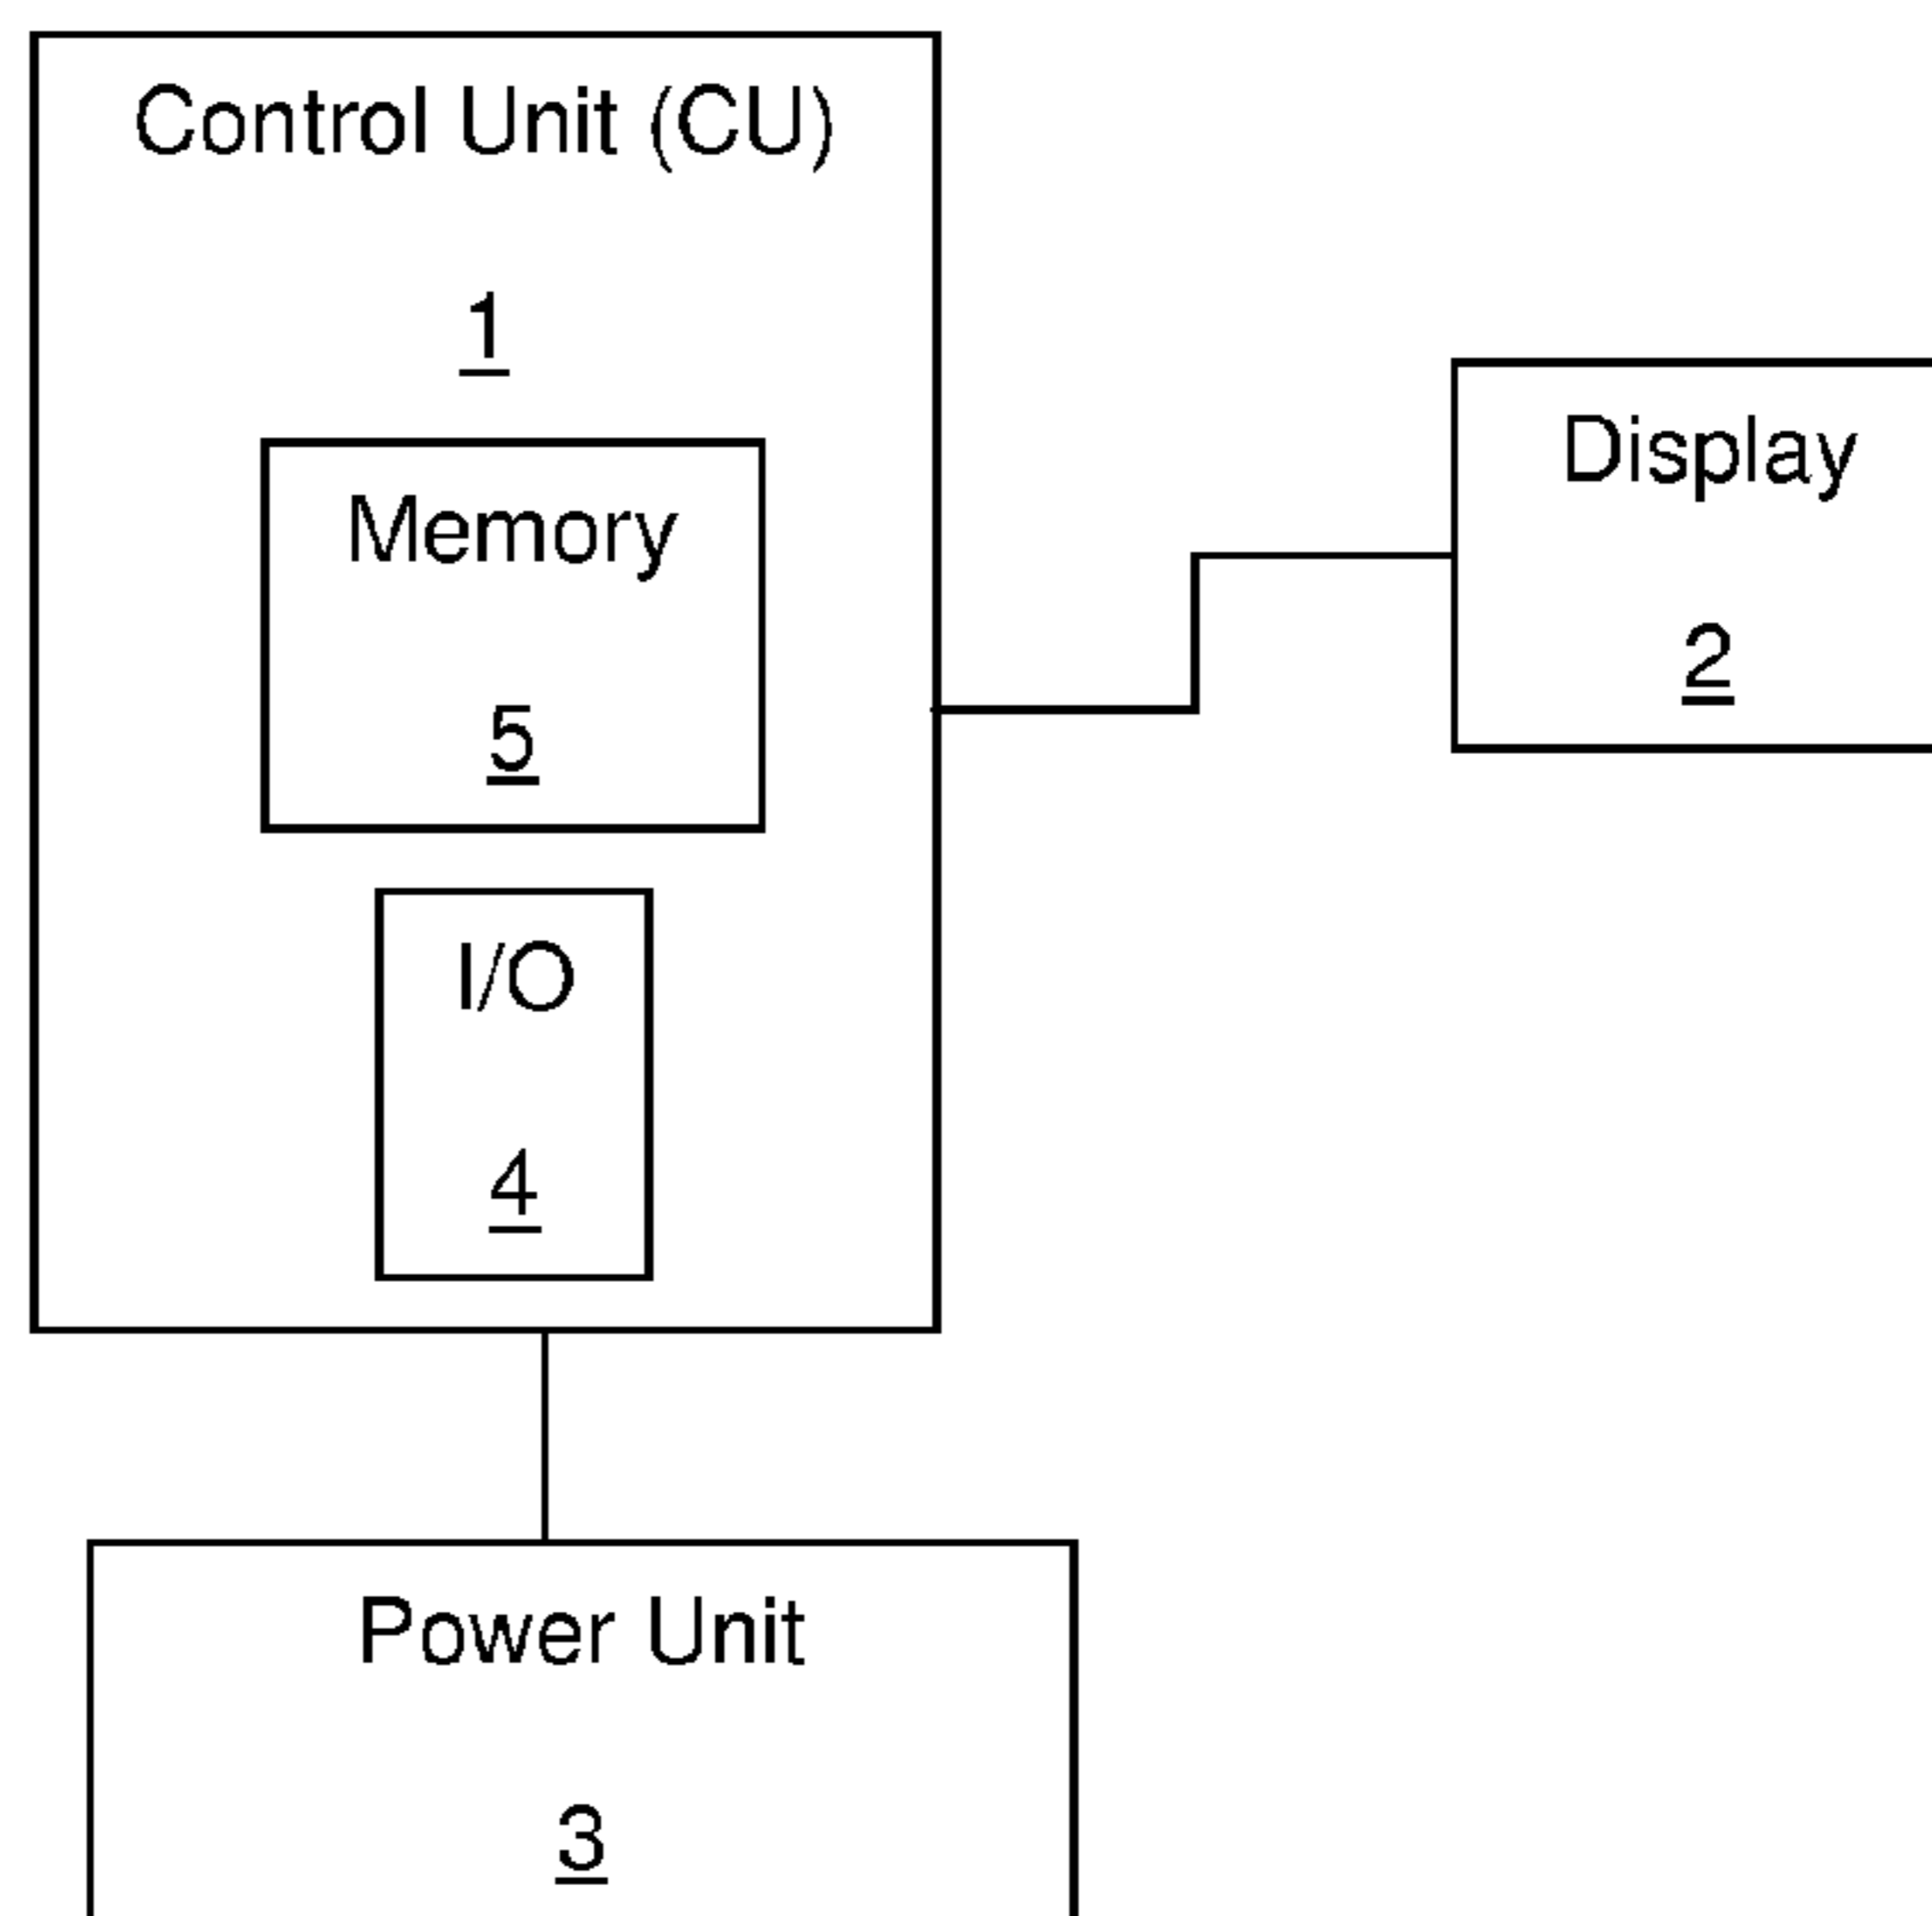 Control Unit (CU)
1
Memory
5
I/O
4
Display
2
Power Unit
3